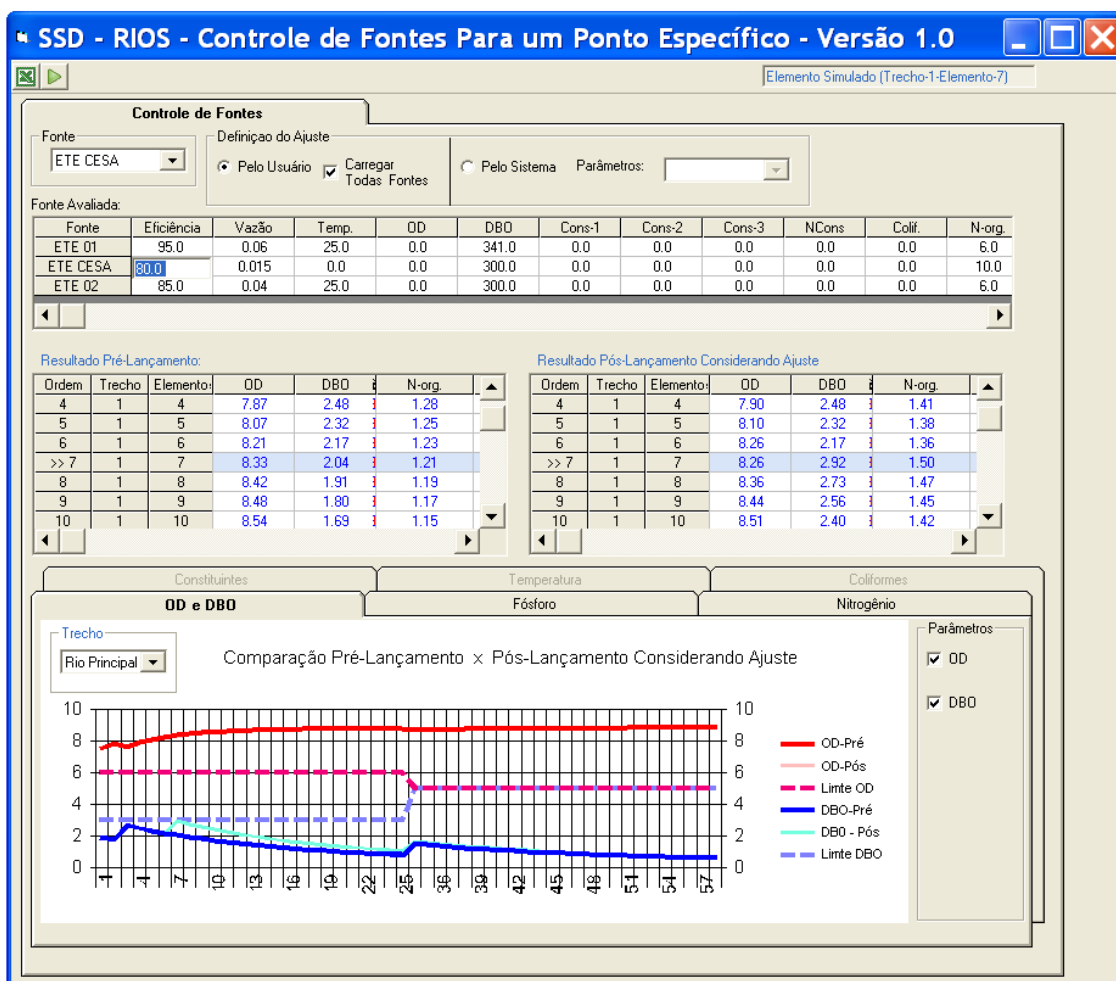 SSD - RIOS - Controle de Fontes Para um Ponto Específico - Versão 1.0
Elemento Simulado (Trecho-1-Elemento-7)
Controle de Fontes
Fonte
Definiçao do Ajuste
ETE CESA
Pelo Usuário
Carregar
Todas Fontes
Pelo Sistema
Parâmetros:
Fonte Avaliada:
Fonte Eficiência Vazão Temp. OD DBO Cons-1 Cons-2 Cons-3 NCons Colif. N-org.
ETE 01 95.0 0.06 25.0 0.0 341.0 0.0 0.0 0.0 0.0 0.0 6.0
ETE CESA 80.0 0.015 0.0 0.0 300.0 0.0 0.0 0.0 0.0 0.0 10.0
ETE 02 85.0 0.04 25.0 0.0 300.0 0.0 0.0 0.0 0.0 0.0 6.0
Resultado Pré-Lançamento:
Ordem Trecho Elemento OD DBO N-org.
4 1 4 7.87 2.48 1.28
5 1 5 8.07 2.32 1.25
6 1 6 8.21 2.17 1.23
>> 7 1 7 8.33 2.04 1.21
8 1 8 8.42 1.91 1.19
9 1 9 8.48 1.80 1.17
10 1 10 8.54 1.69 1.15
Resultado Pós-Lançamento Considerando Ajuste
Ordem Trecho Elemento OD DBO N-org.
4 1 4 7.90 2.48 1.41
5 1 5 8.10 2.32 1.38
6 1 6 8.26 2.17 1.36
>> 7 1 7 8.26 2.92 1.50
8 1 8 8.36 2.73 1.47
9 1 9 8.44 2.56 1.45
10 1 10 8.51 2.40 1.42
Constituintes Temperatura Coliformes
OD e DBO Fósforo Nitrogênio
Trecho
Rio Principal
Comparação Pré-Lançamento x Pós-Lançamento Considerando Ajuste
Parâmetros
OD
DBO
10 10
8 8
6 6
4 4
2 2
0 0
1 4 7 10 13 16 19 22 25 36 39 42 45 48 51 54 57
OD-Pré
OD-Pós
Limte OD
DBO-Pré
DBO - Pós
Limte DBO